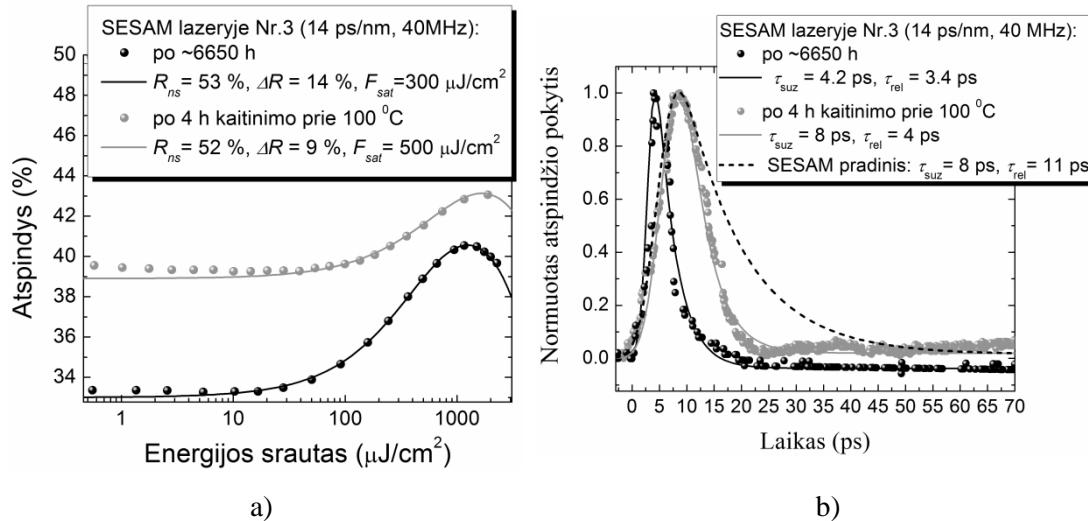 SESAM lazeryje Nr.3 (14 ps/nm, 40MHz):
po ~6650 h
R_ns = 53 %, ΔR = 14 %, F_sat=300 μJ/cm²
po 4 h kaitinimo prie 100 ⁰C
R_ns = 52 %, ΔR = 9 %, F_sat= 500 μJ/cm²
Atspindys (%)
50
48
46
44
42
40
38
36
34
1
10
100
1000
Energijos srautas (μJ/cm²)
a)
SESAM lazeryje Nr.3 (14 ps/nm, 40 MHz):
po ~6650 h
τ_suz = 4.2 ps, τ_rel = 3.4 ps
po 4 h kaitinimo prie 100 ⁰C
τ_suz = 8 ps, τ_rel = 4 ps
SESAM pradinis: τ_suz = 8 ps, τ_rel = 11 ps
Normuotas atspindžio pokytis
1.0
0.8
0.6
0.4
0.2
0.0
0 5 10 15 20 25 30 35 40 45 50 55 60 65 70
Laikas (ps)
b)